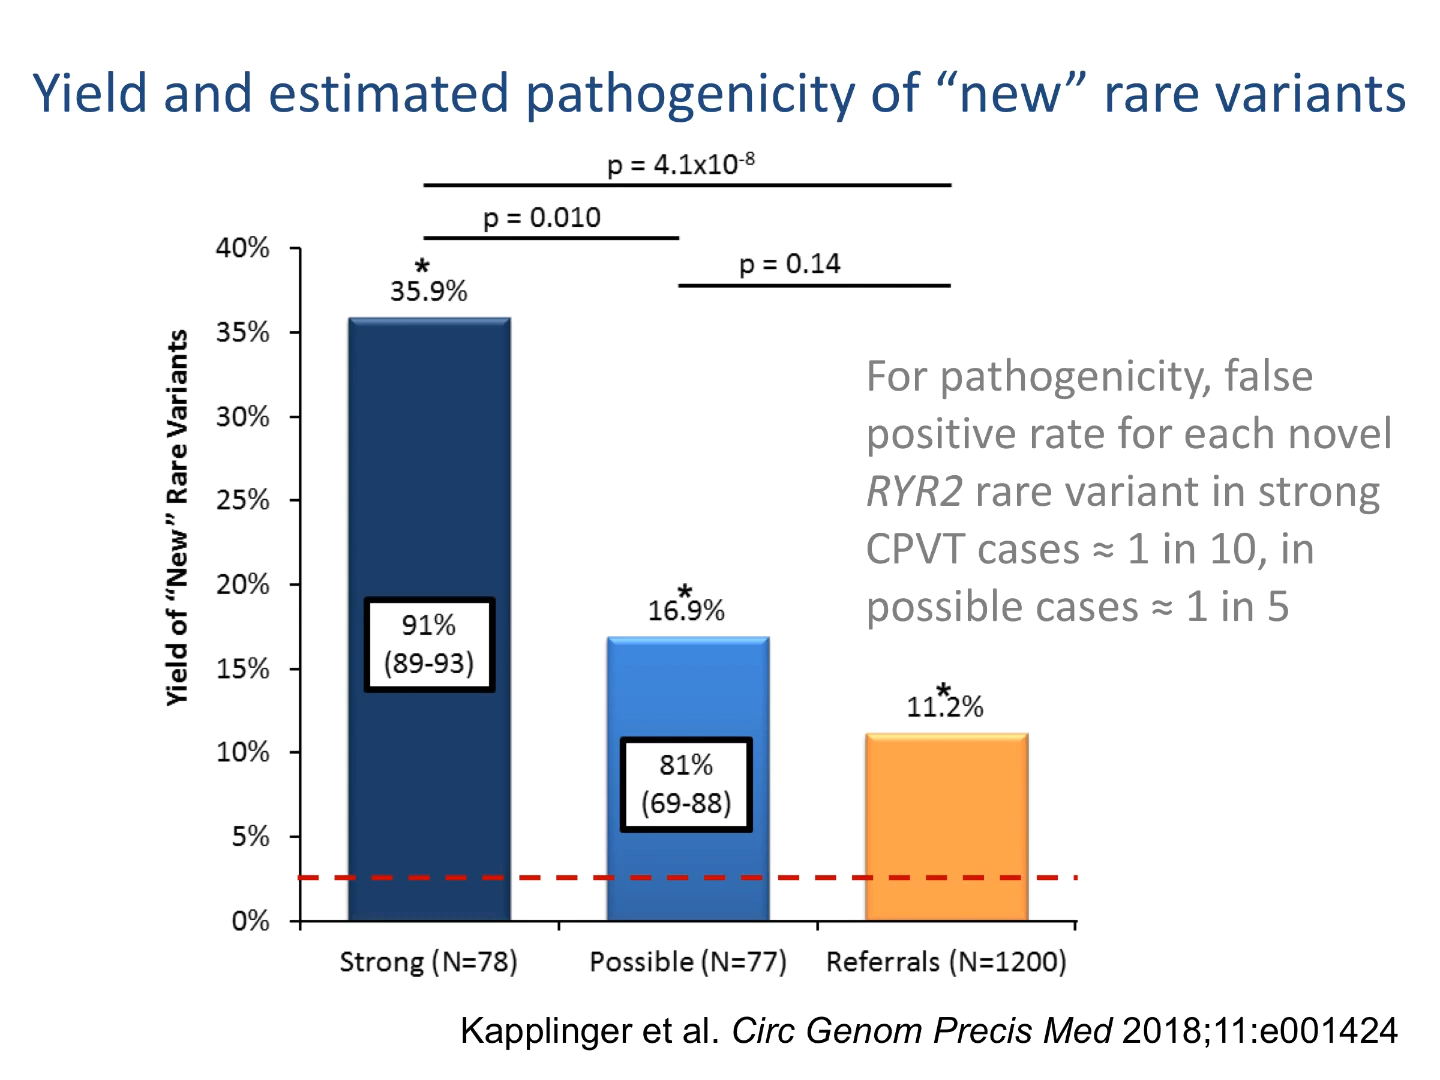 Yield and estimated pathogenicity of “new” rare variants
p = 4.1x10⁻⁸
p = 0.010
p = 0.14
40%
35%
30%
25%
20%
15%
10%
5%
0%
Yield of “New” Rare Variants
*
35.9%
91%
(89-93)
*
16.9%
81%
(69-88)
*
11.2%
For pathogenicity, false
positive rate for each novel
RYR2 rare variant in strong
CPVT cases ≈ 1 in 10, in
possible cases ≈ 1 in 5
Strong (N=78)
Possible (N=77)
Referrals (N=1200)
Kapplinger et al. Circ Genom Precis Med 2018;11:e001424